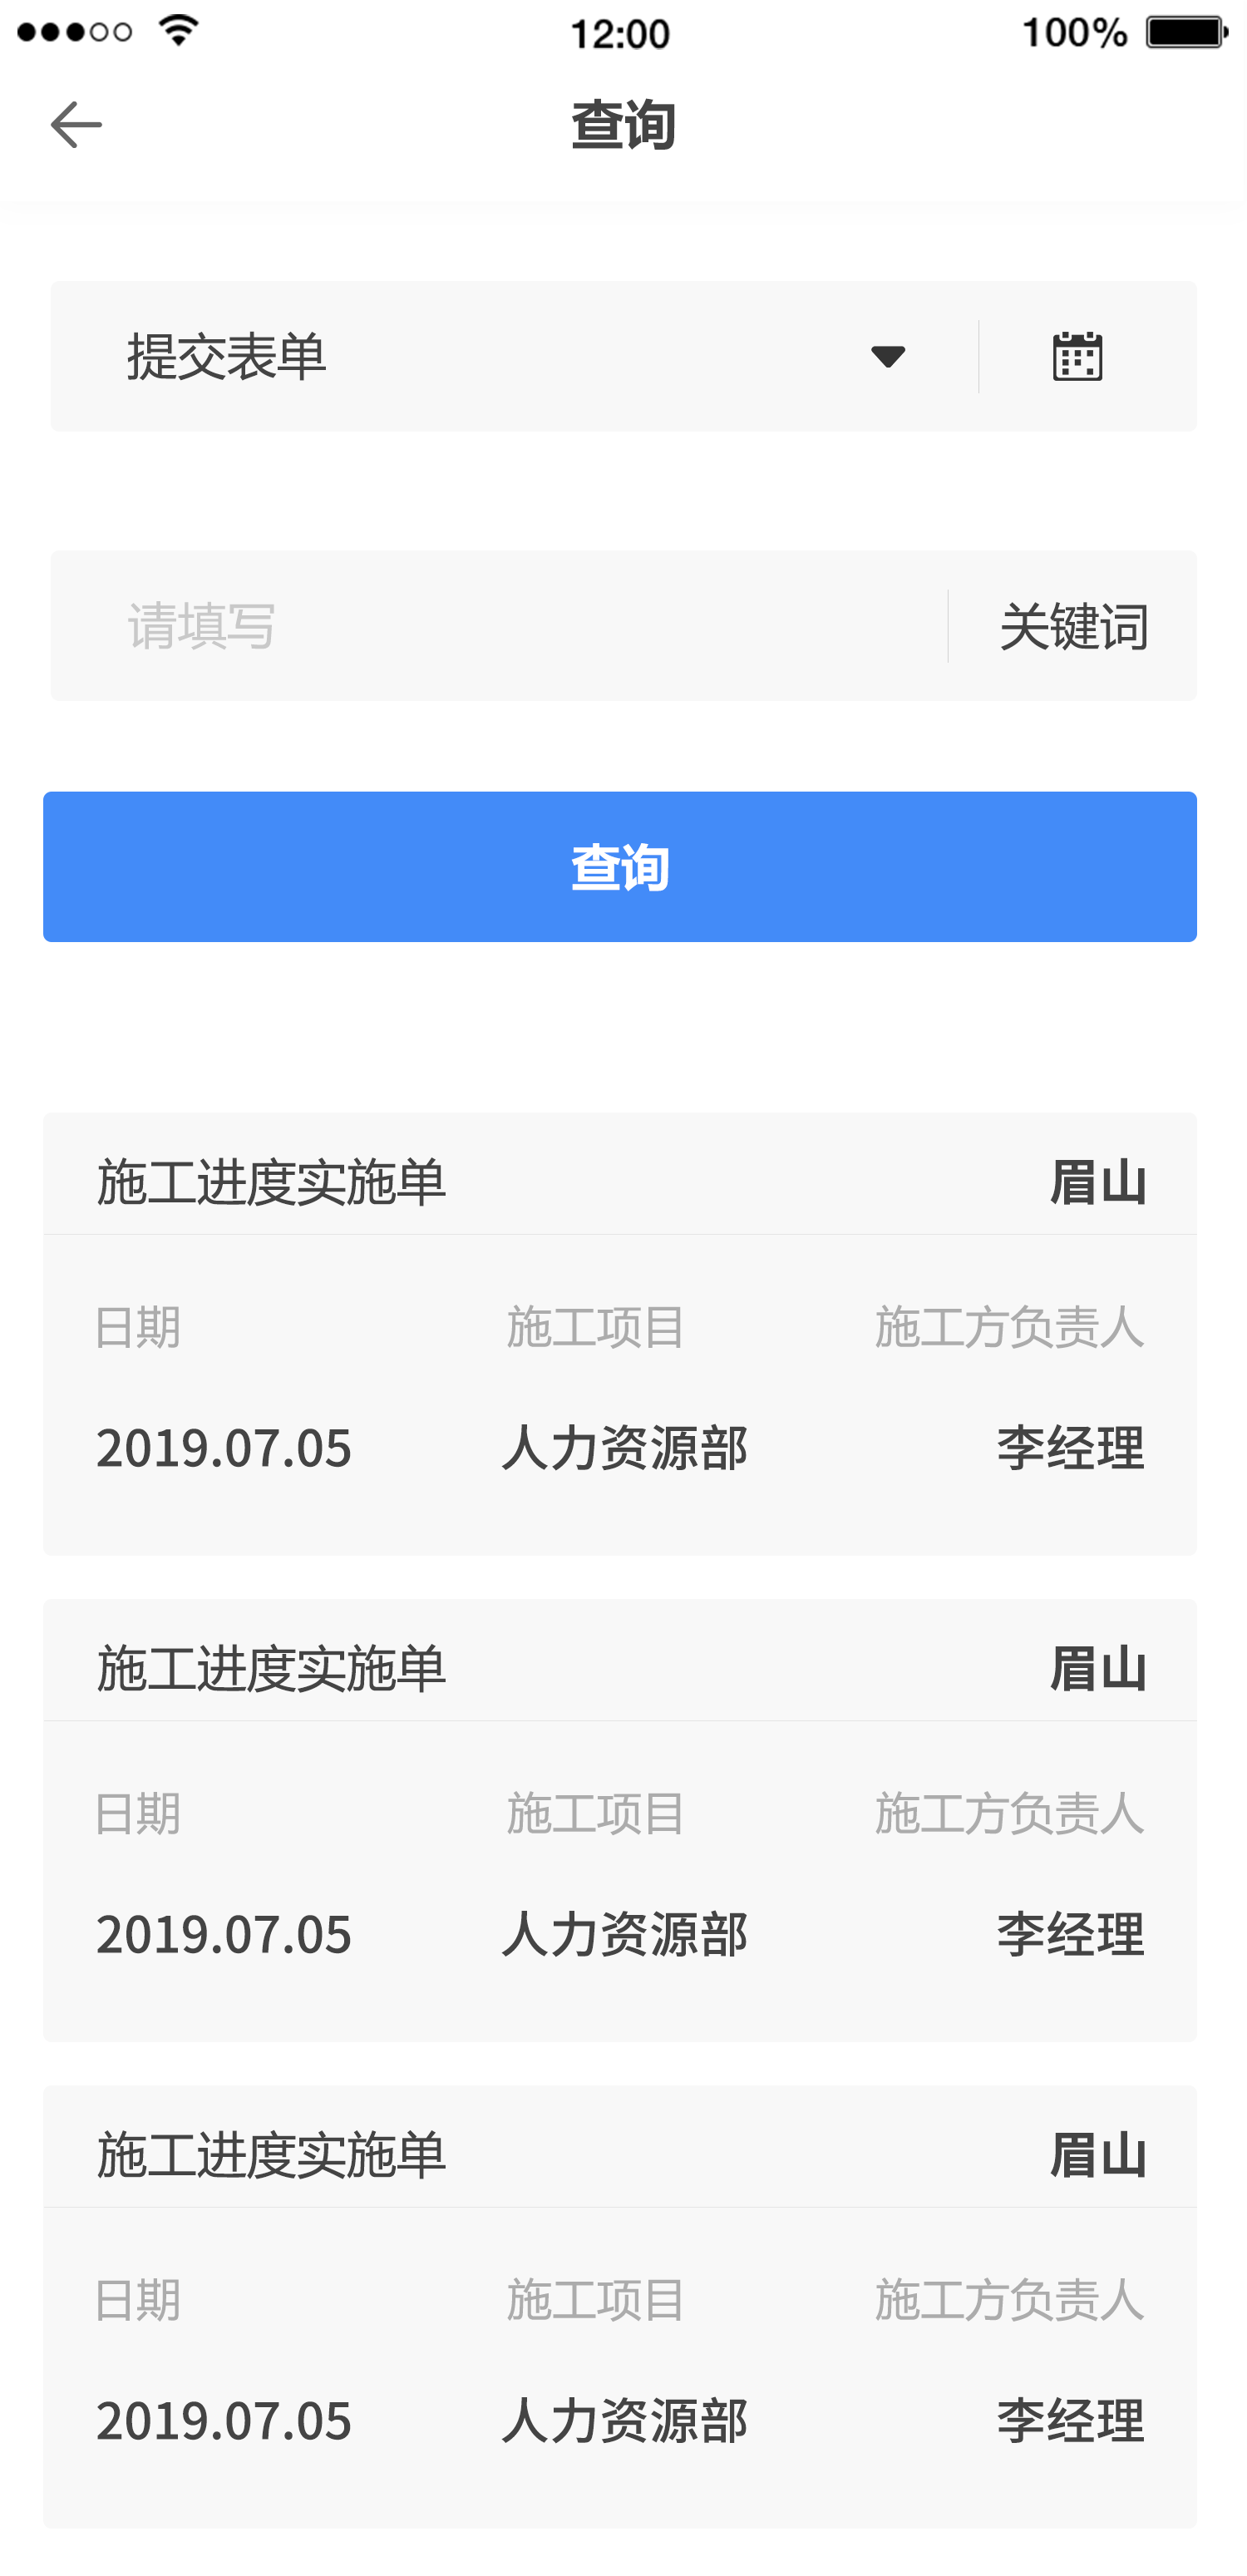 12:00 100%
查询
提交表单
请填写 关键词
查询
施工进度实施单 眉山
日期 施工项目 施工方负责人
2019.07.05 人力资源部 李经理
施工进度实施单 眉山
日期 施工项目 施工方负责人
2019.07.05 人力资源部 李经理
施工进度实施单 眉山
日期 施工项目 施工方负责人
2019.07.05 人力资源部 李经理